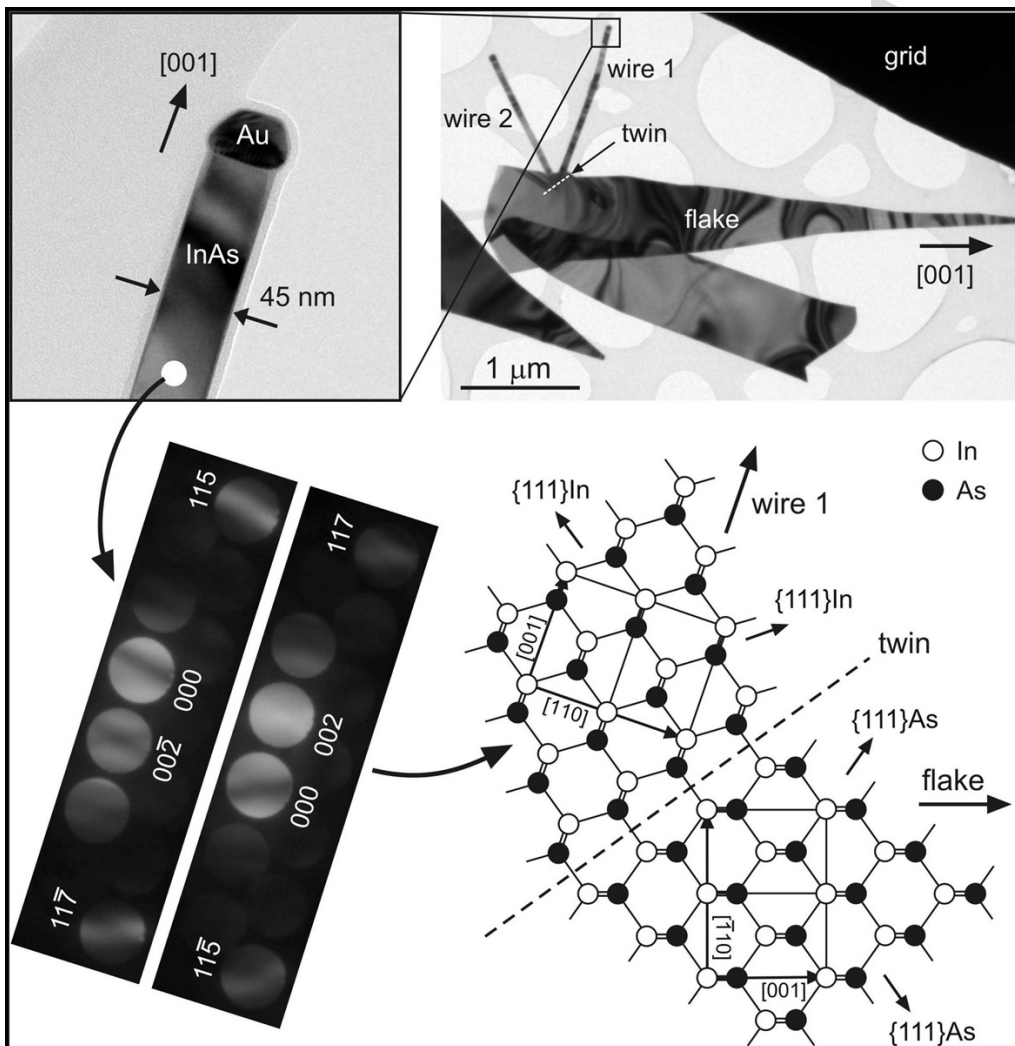 [001]
Au
InAs
45 nm
grid
wire 1
wire 2
twin
flake
[001]
1 μm
115
000
002̄
117̄
117
002
000
115̄
In
As
wire 1
{111}In
{111}In
[001]
[110]
twin
{111}As
flake
[1̄10]
[001]
{111}As